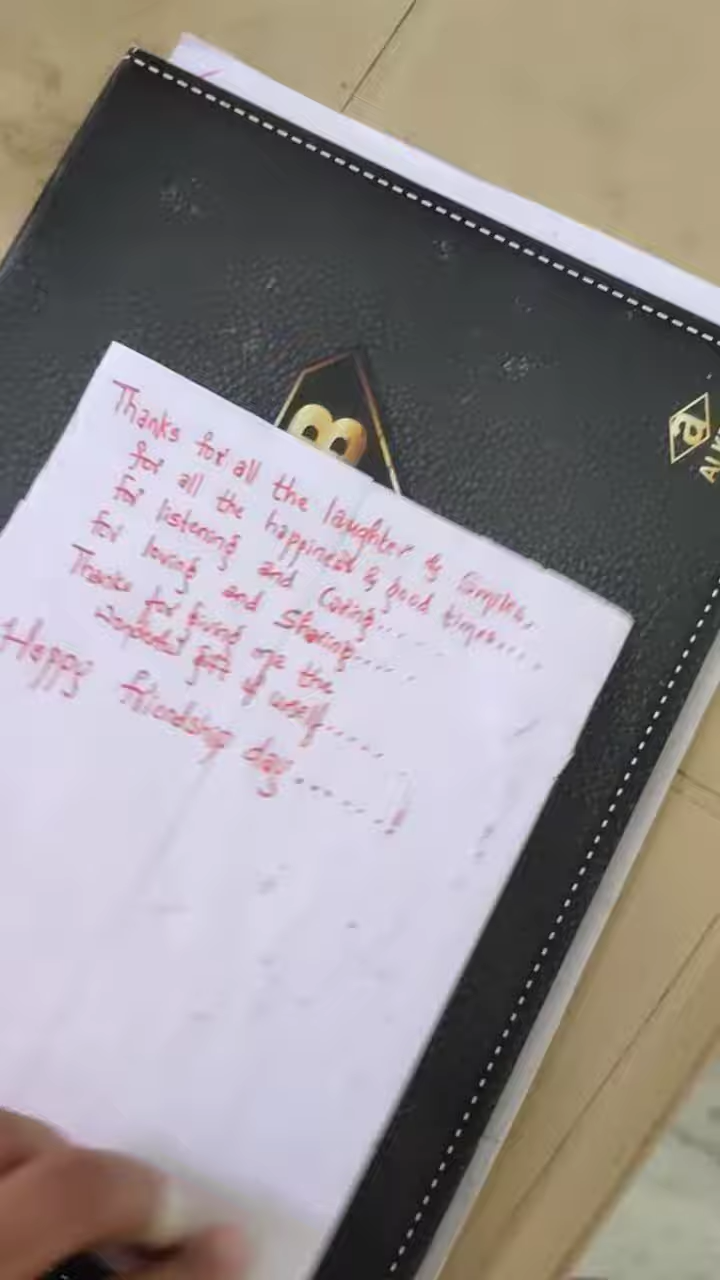 Thanks for all the laughter & Smiles,
for all the happiness & good times....
for listening and Caring.....
for loving and Sharing.....
Thanks for giving me the
wonderful gift of urself.....
Happy friendship day......!!
B
a